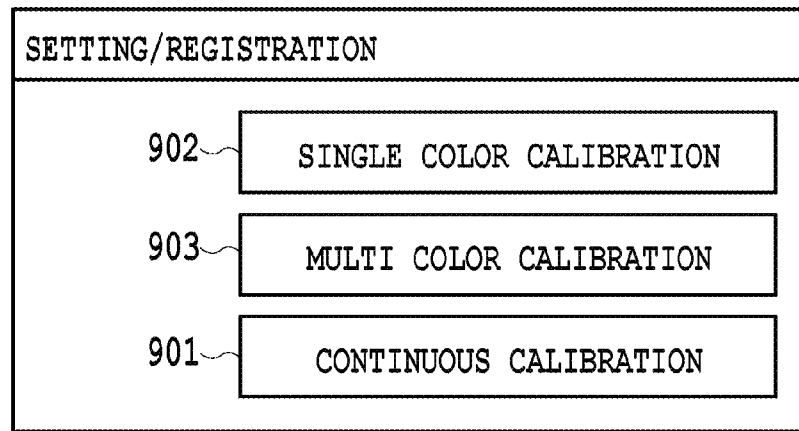 SETTING/REGISTRATION
902 SINGLE COLOR CALIBRATION
903 MULTI COLOR CALIBRATION
901 CONTINUOUS CALIBRATION